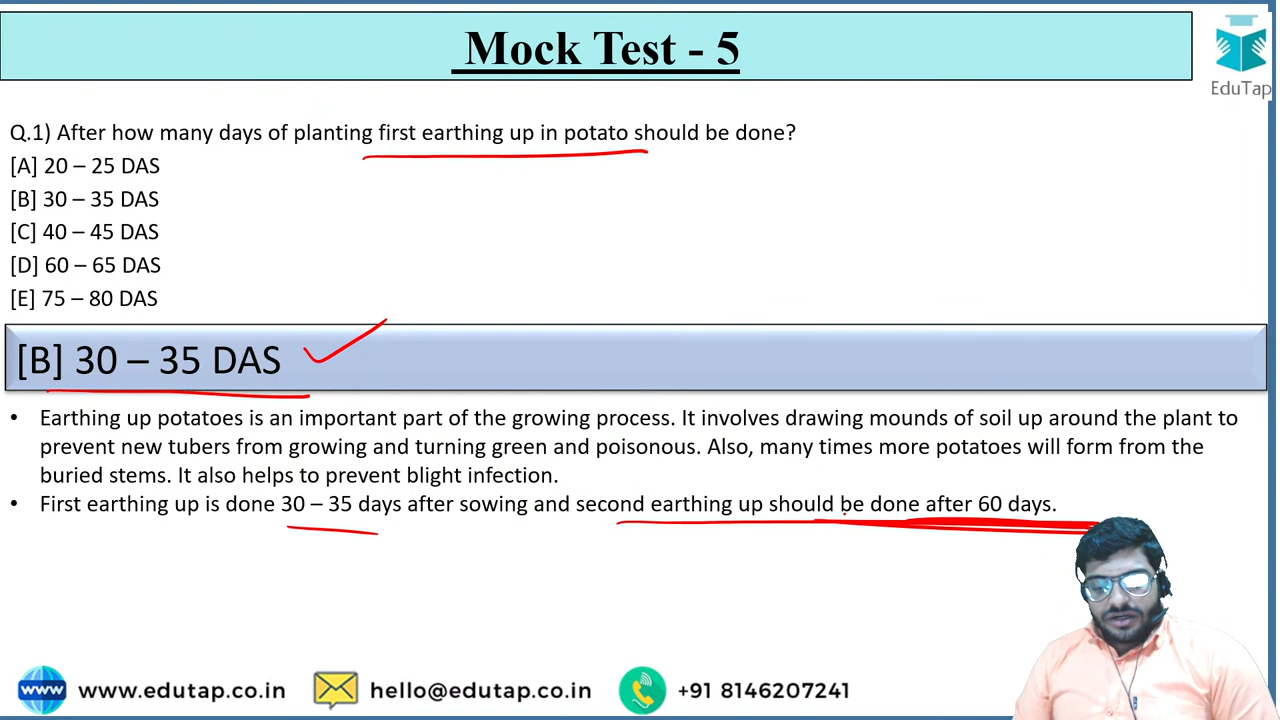 Mock Test - 5
EduTap
Q.1) After how many days of planting first earthing up in potato should be done?
[A] 20 – 25 DAS
[B] 30 – 35 DAS
[C] 40 – 45 DAS
[D] 60 – 65 DAS
[E] 75 – 80 DAS
[B] 30 – 35 DAS
• Earthing up potatoes is an important part of the growing process. It involves drawing mounds of soil up around the plant to
prevent new tubers from growing and turning green and poisonous. Also, many times more potatoes will form from the
buried stems. It also helps to prevent blight infection.
• First earthing up is done 30 – 35 days after sowing and second earthing up should be done after 60 days.
www www.edutap.co.in hello@edutap.co.in +91 8146207241